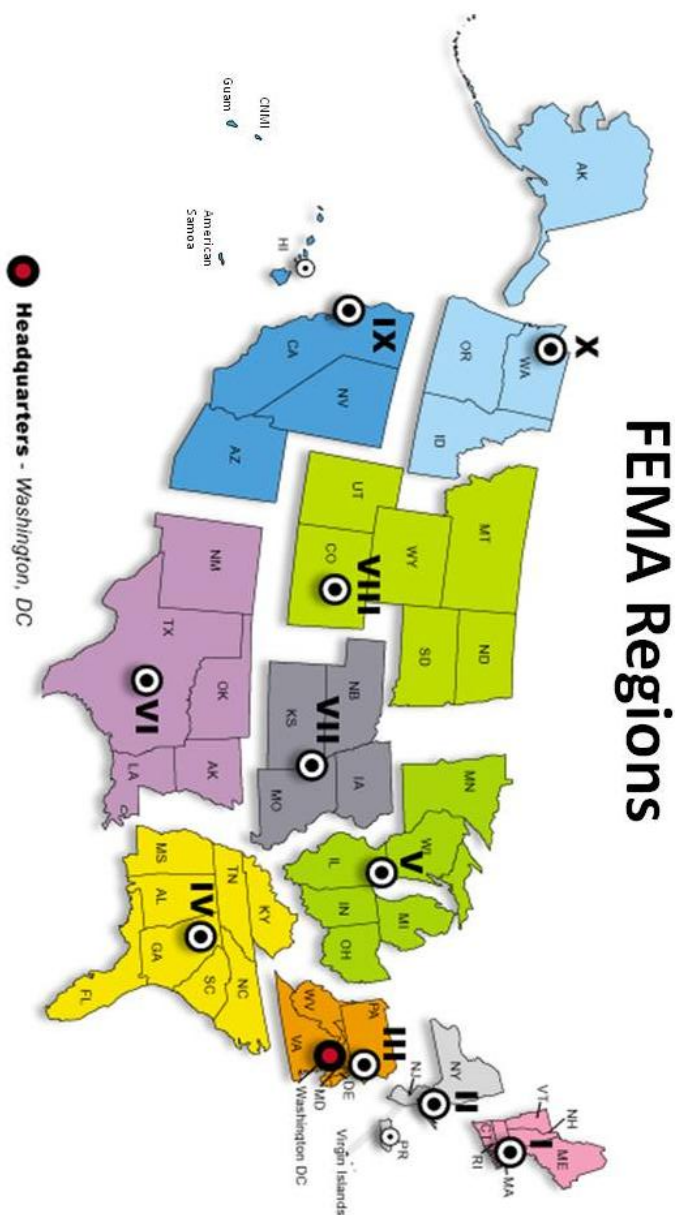 FEMA Regions
AK
X
WA
OR
ID
MT
ND
SD
WY
UT
CO
VIII
IX
CA
NV
AZ
HI
Guam
CNMI
American
Samoa
NM
TX
OK
AK
LA
VI
NB
KS
IA
MO
VII
MN
WI
MI
IL
IN
OH
V
KY
TN
NC
SC
MS
AL
GA
FL
IV
PA
WV
VA
DE
MD
Washington DC
III
NY
NJ
PR
Virgin Islands
II
ME
NH
VT
MA
CT
RI
I
Headquarters - Washington, DC